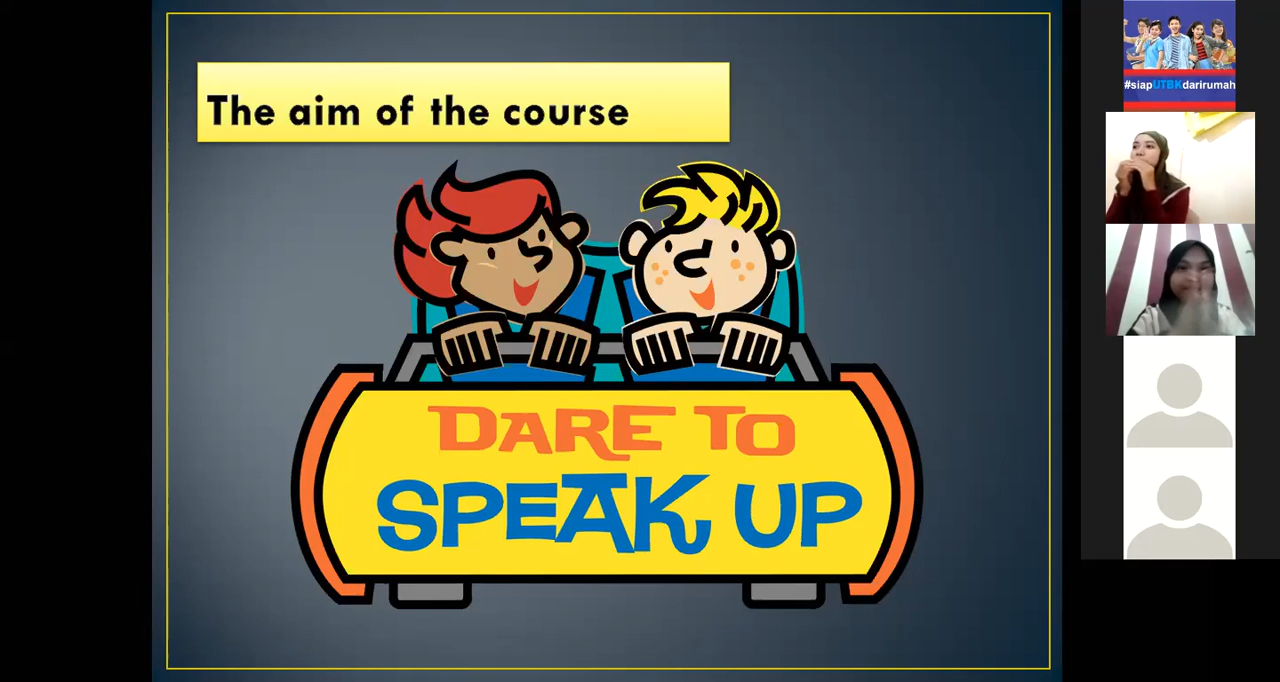 The aim of the course
DARE TO
SPEAK UP
#siapUTBKdarirumah